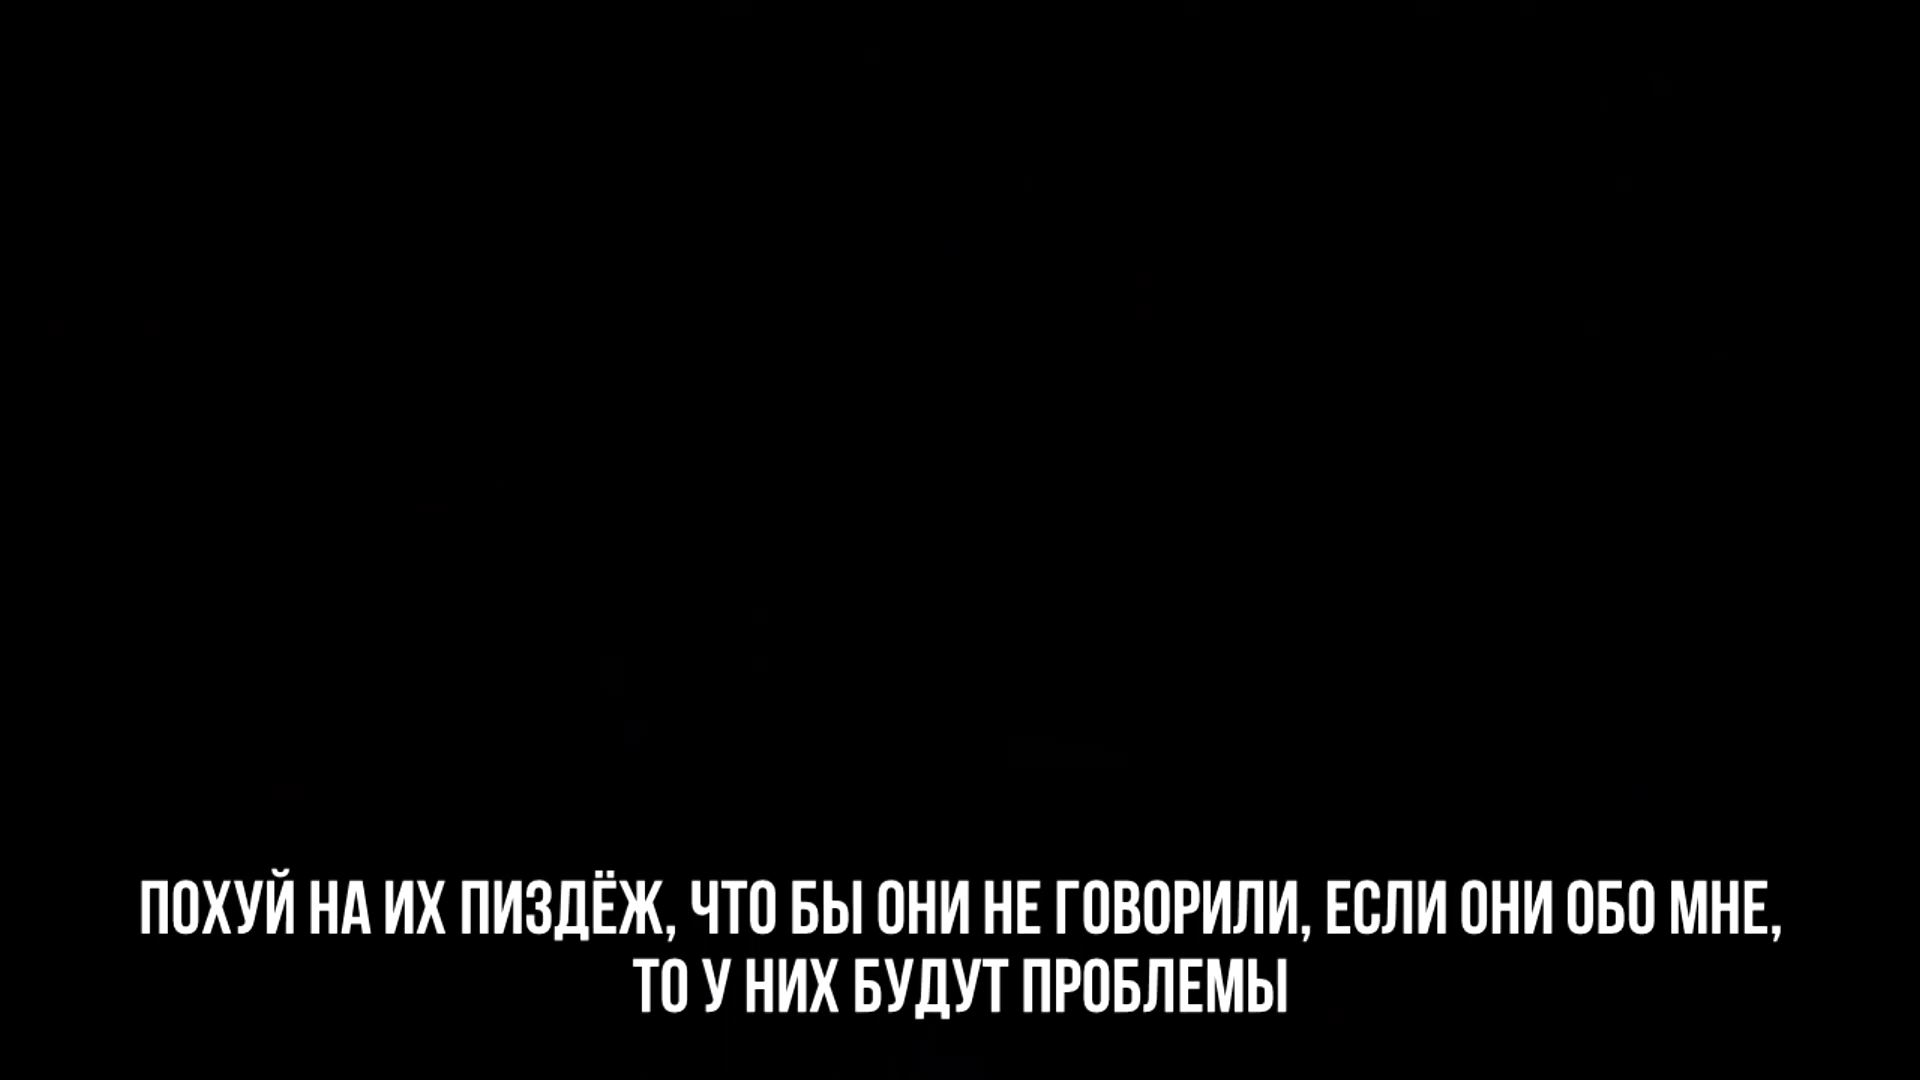 ПОХУЙ НА ИХ ПИЗДЁЖ, ЧТО БЫ ОНИ НЕ ГОВОРИЛИ, ЕСЛИ ОНИ ОБО МНЕ,
ТО У НИХ БУДУТ ПРОБЛЕМЫ